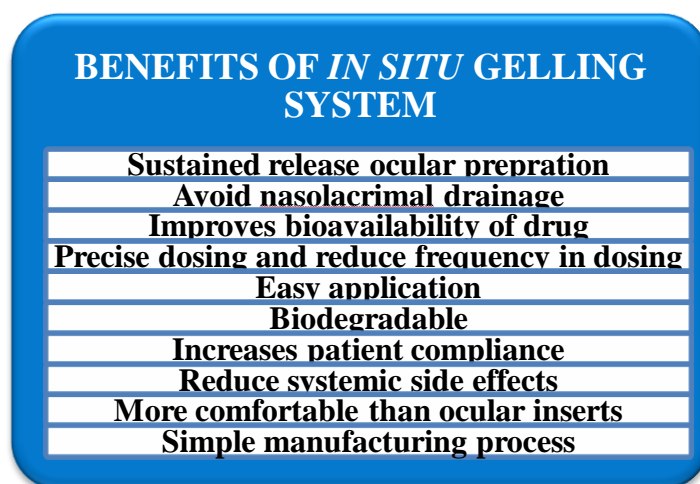 BENEFITS OF IN SITU GELLING
SYSTEM
Sustained release ocular prepration
Avoid nasolacrimal drainage
Improves bioavailability of drug
Precise dosing and reduce frequency in dosing
Easy application
Biodegradable
Increases patient compliance
Reduce systemic side effects
More comfortable than ocular inserts
Simple manufacturing process